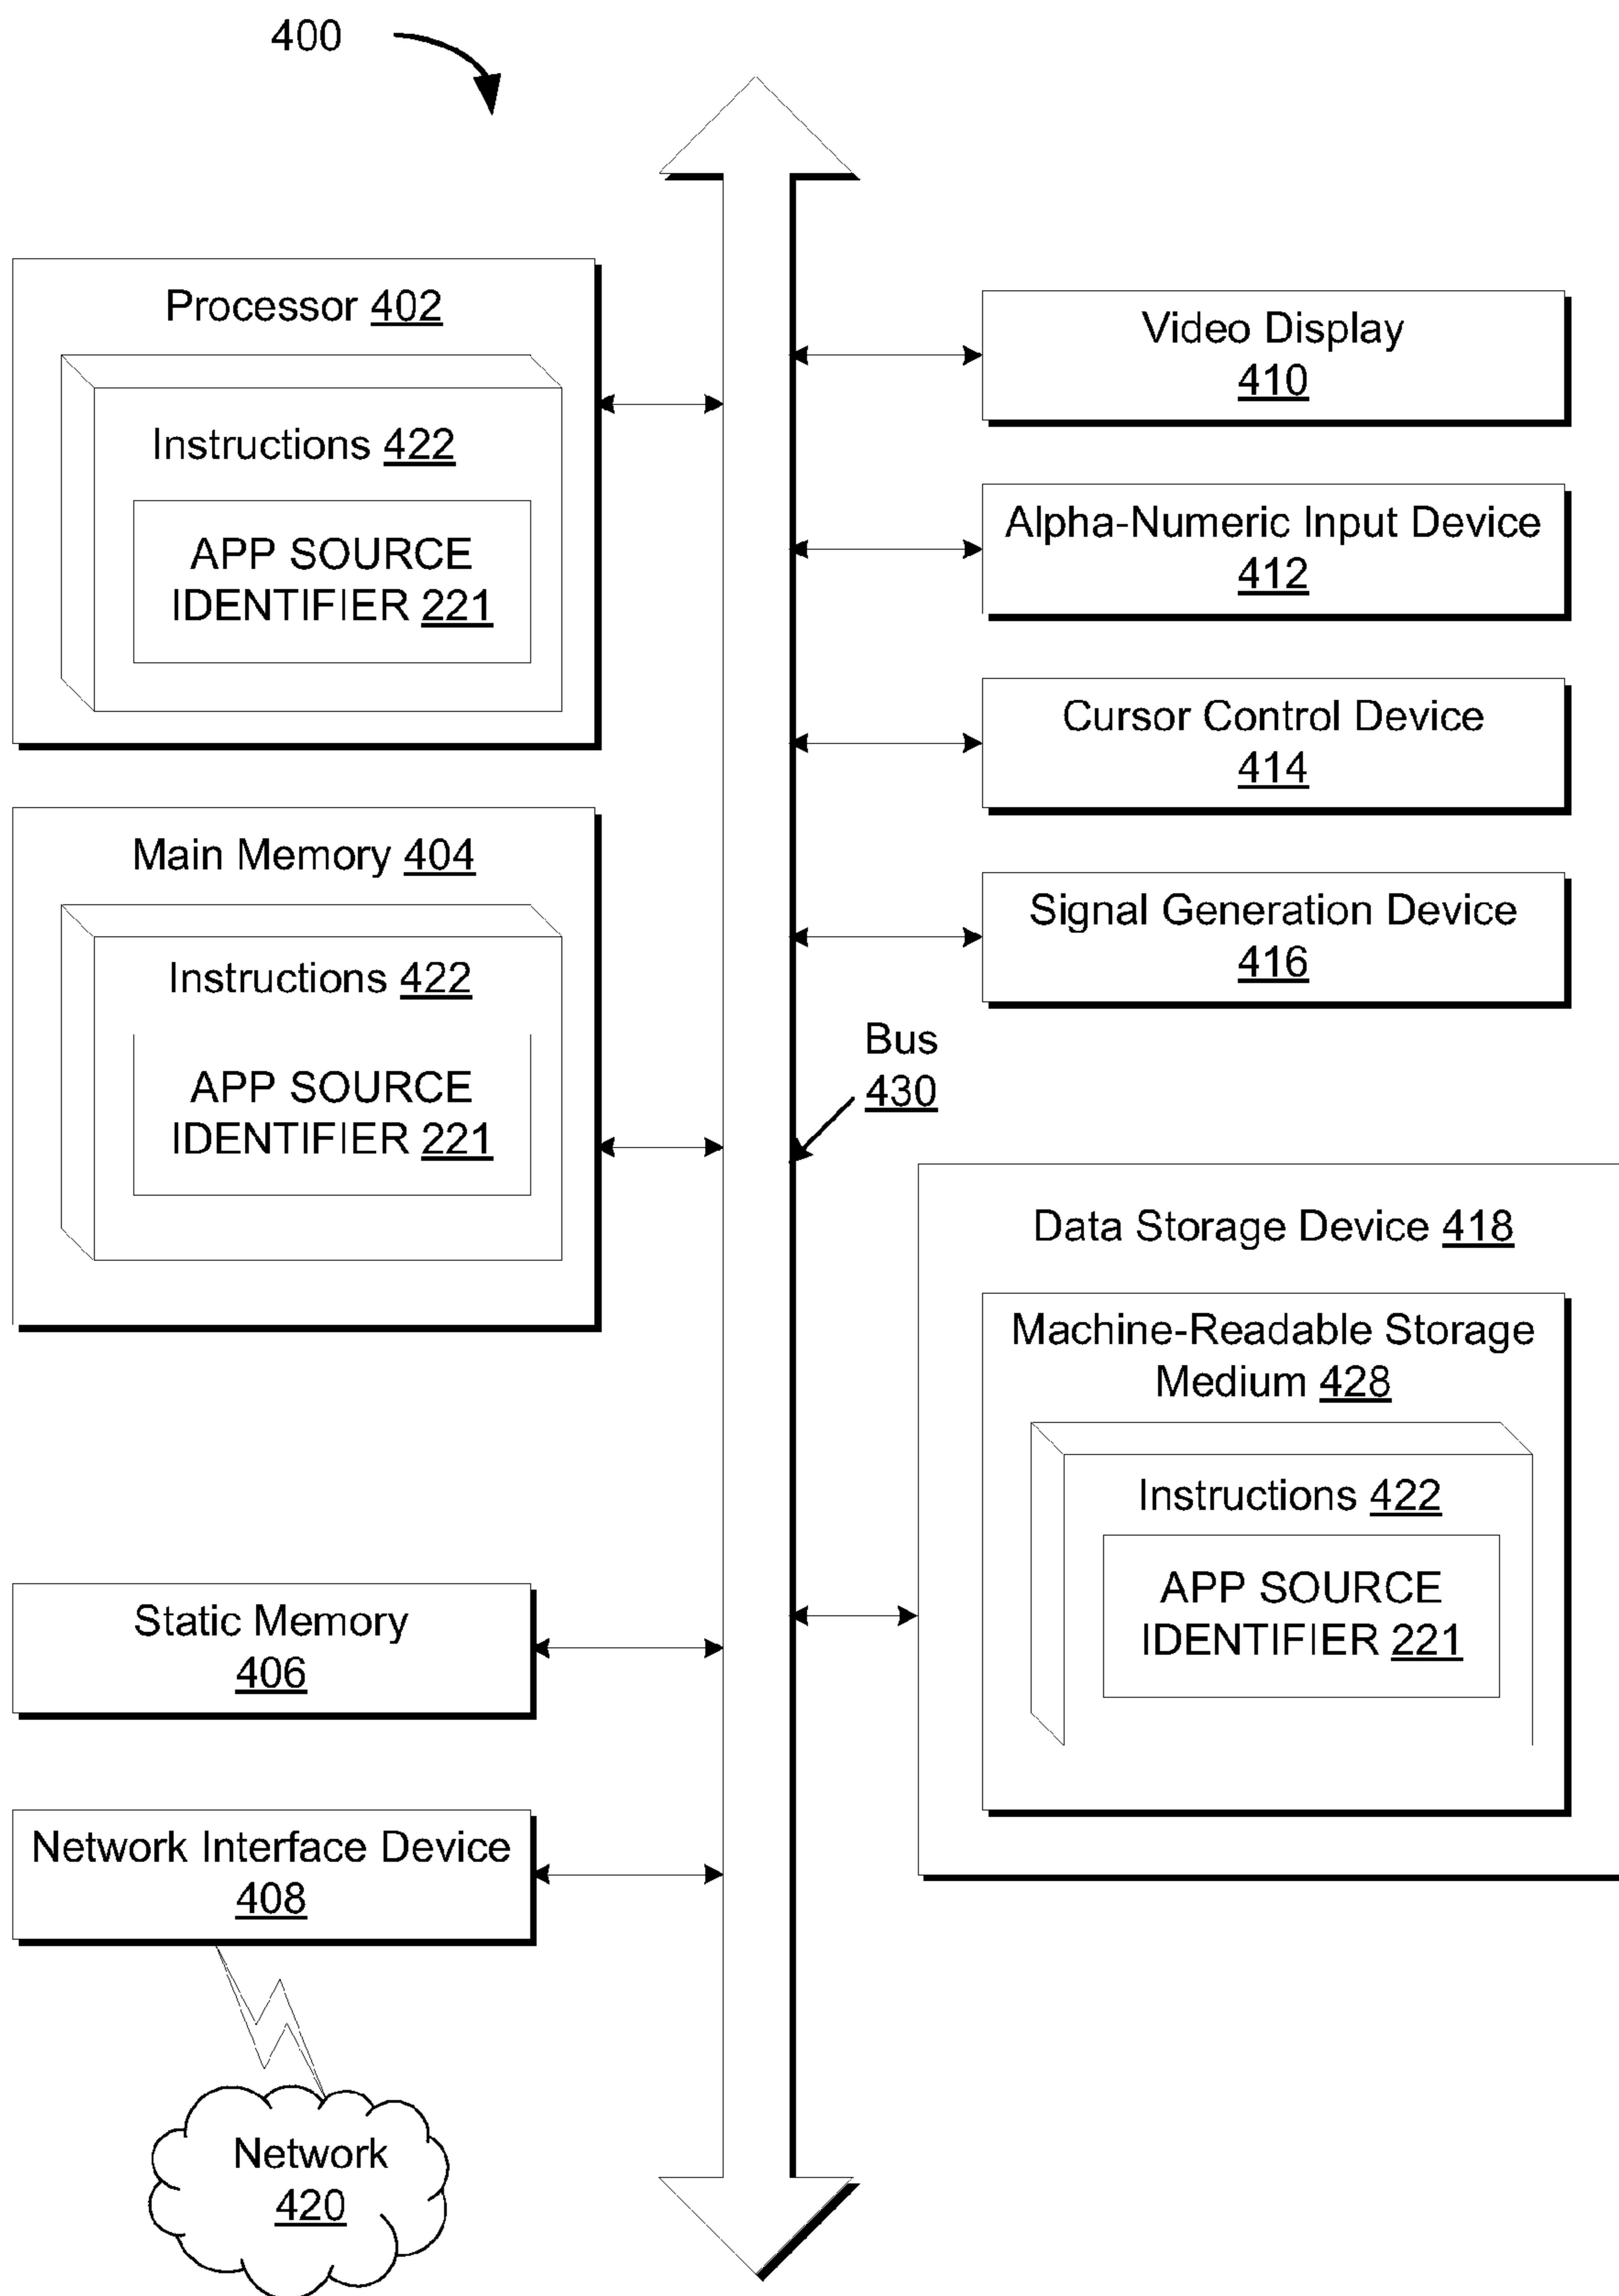 400
Processor 402
Instructions 422
APP SOURCE
IDENTIFIER 221
Main Memory 404
Instructions 422
APP SOURCE
IDENTIFIER 221
Static Memory
406
Network Interface Device
408
Network
420
Video Display
410
Alpha-Numeric Input Device
412
Cursor Control Device
414
Signal Generation Device
416
Bus
430
Data Storage Device 418
Machine-Readable Storage
Medium 428
Instructions 422
APP SOURCE
IDENTIFIER 221